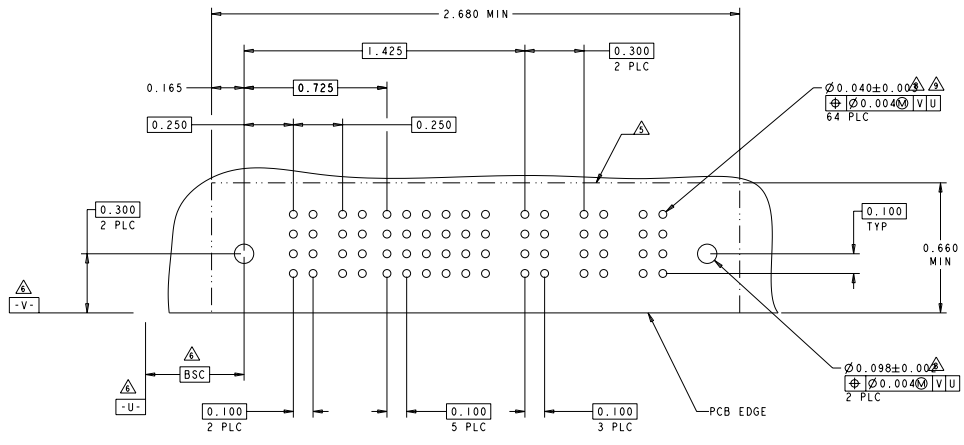 2.680 MIN
1.425
0.300
2 PLC
0.165
0.725
Ø0.040±0.003
9
⌖ Ø0.004Ⓜ V U
64 PLC
0.250
0.250
5
0.300
2 PLC
0.100
TYP
0.660
MIN
6
-V-
6
BSC
6
-U-
Ø0.098±0.002
⌖ Ø0.004Ⓜ V U
2 PLC
0.100
2 PLC
0.100
5 PLC
0.100
3 PLC
PCB EDGE